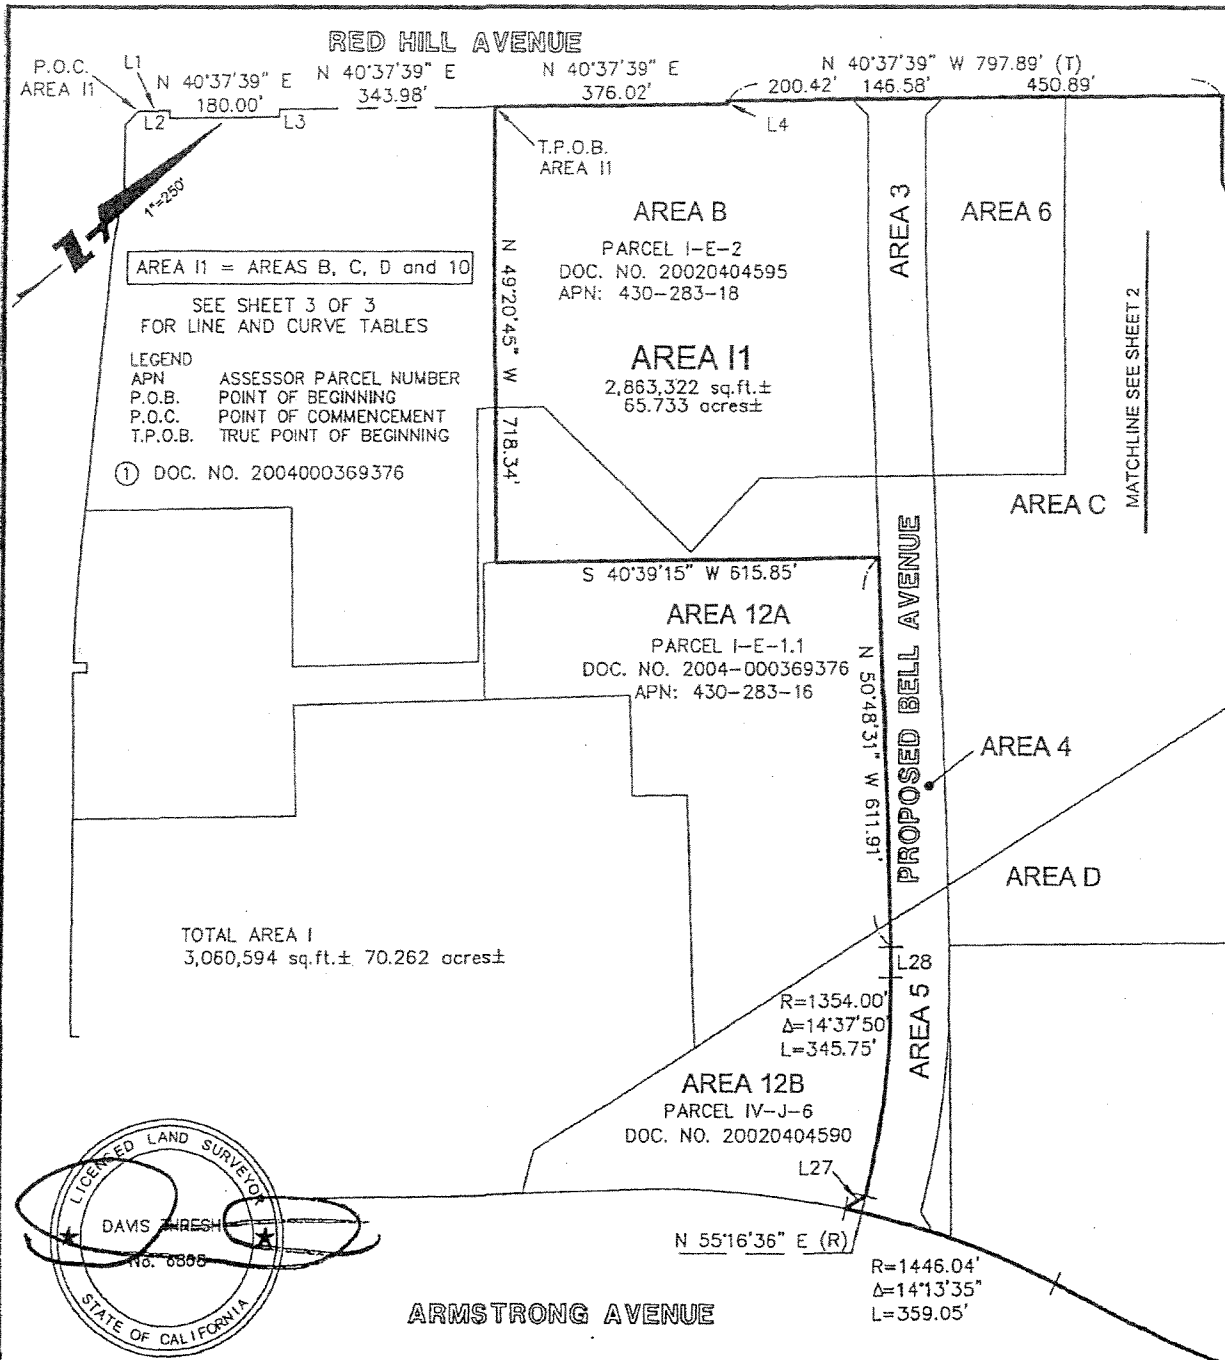 RED HILL AVENUE
P.O.C.
AREA I1
L1
N 40°37'39" E
180.00'
L2
L3
N 40°37'39" E
343.98'
N 40°37'39" E
376.02'
N 40°37'39" W 797.89' (T)
200.42' 146.58' 450.89'
L4
T.P.O.B.
AREA I1
1"=250'
AREA I1 = AREAS B, C, D and 10
SEE SHEET 3 OF 3
FOR LINE AND CURVE TABLES
LEGEND
APN ASSESSOR PARCEL NUMBER
P.O.B. POINT OF BEGINNING
P.O.C. POINT OF COMMENCEMENT
T.P.O.B. TRUE POINT OF BEGINNING
① DOC. NO. 2004000369376
N 49°20'45" W 718.34'
AREA B
PARCEL I-E-2
DOC. NO. 20020404595
APN: 430-283-18
AREA I1
2,863,322 sq.ft.±
65.733 acres±
AREA 3
AREA 6
MATCHLINE SEE SHEET 2
AREA C
S 40°39'15" W 615.85'
AREA 12A
PARCEL I-E-1.1
DOC. NO. 2004-000369376
APN: 430-283-16
N 50°48'31" W 611.91'
PROPOSED BELL AVENUE
AREA 4
AREA D
TOTAL AREA I
3,060,594 sq.ft.± 70.262 acres±
L28
R=1354.00'
Δ=14°37'50"
L=345.75'
AREA 5
AREA 12B
PARCEL IV-J-6
DOC. NO. 20020404590
L27
N 55°16'36" E (R)
R=1446.04'
Δ=14°13'35"
L=359.05'
LICENSED LAND SURVEYOR
DAVIS THRESH
No. 6868
STATE OF CALIFORNIA
ARMSTRONG AVENUE